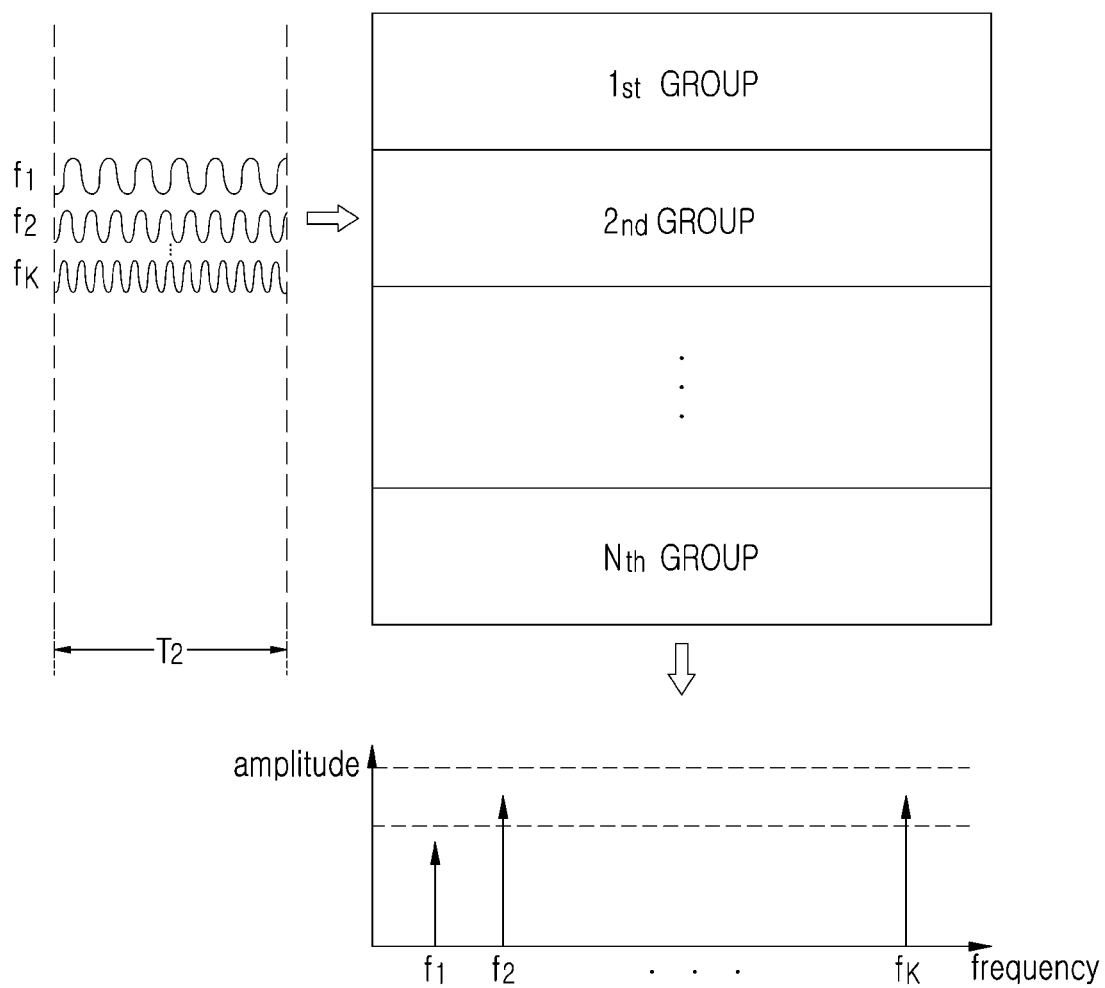 1st GROUP
f1
f2
fK
2nd GROUP
Nth GROUP
T2
amplitude
f1 f2 . . . fK frequency